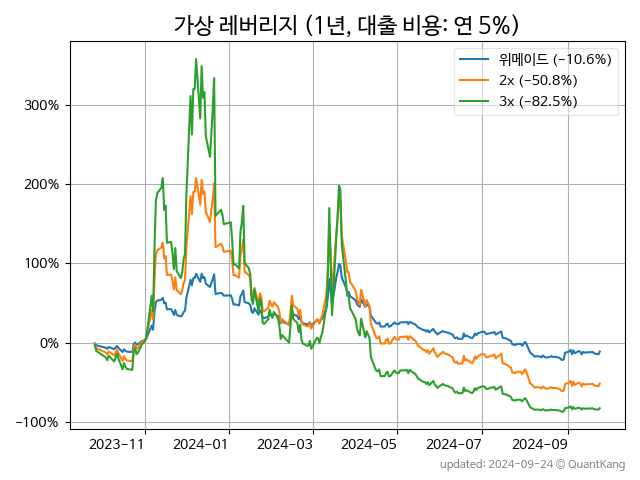 가상 레버리지 (1년, 대출 비용: 연 5%)
위메이드 (-10.6%)
2x (-50.8%)
3x (-82.5%)
300%
200%
100%
0%
-100%
2023-11 2024-01 2024-03 2024-05 2024-07 2024-09
updated: 2024-09-24 © QuantKang